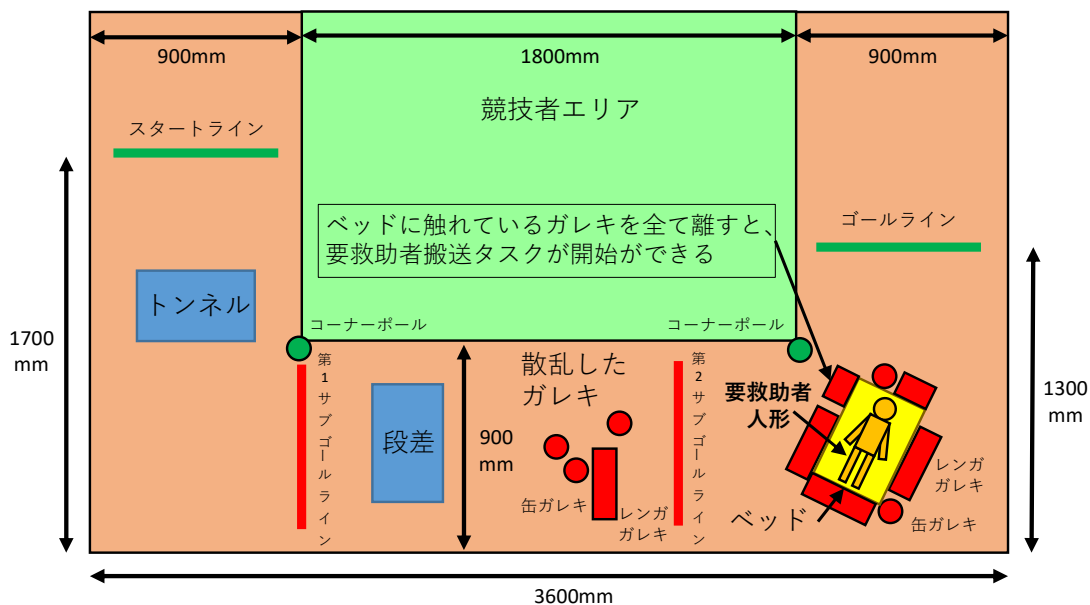 900mm
1800mm
900mm
競技者エリア
スタートライン
ベッドに触れているガレキを全て離すと、
要救助者搬送タスクが開始ができる
ゴールライン
トンネル
コーナーポール
コーナーポール
1700
mm
第1サブゴールライン
段差
900
mm
散乱した
ガレキ
缶ガレキ
レンガ
ガレキ
第2サブゴールライン
要救助者
人形
ベッド
レンガ
ガレキ
缶ガレキ
1300
mm
3600mm